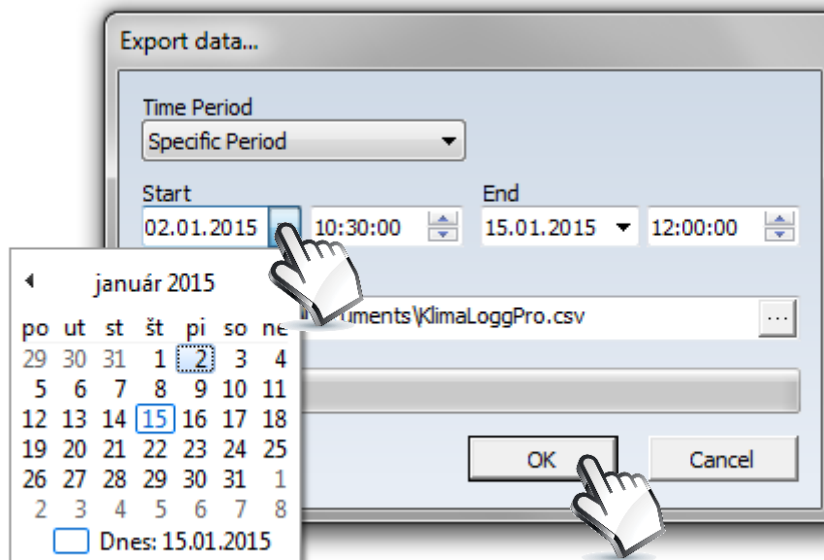 Export data...
Time Period
Specific Period
Start End
02.01.2015 10:30:00 15.01.2015 12:00:00
január 2015
uments\KlimaLoggPro.csv ...
po ut st št pi so ne
29 30 31 1 2 3 4
5 6 7 8 9 10 11
12 13 14 15 16 17 18
19 20 21 22 23 24 25
26 27 28 29 30 31 1
2 3 4 5 6 7 8
OK Cancel
Dnes: 15.01.2015